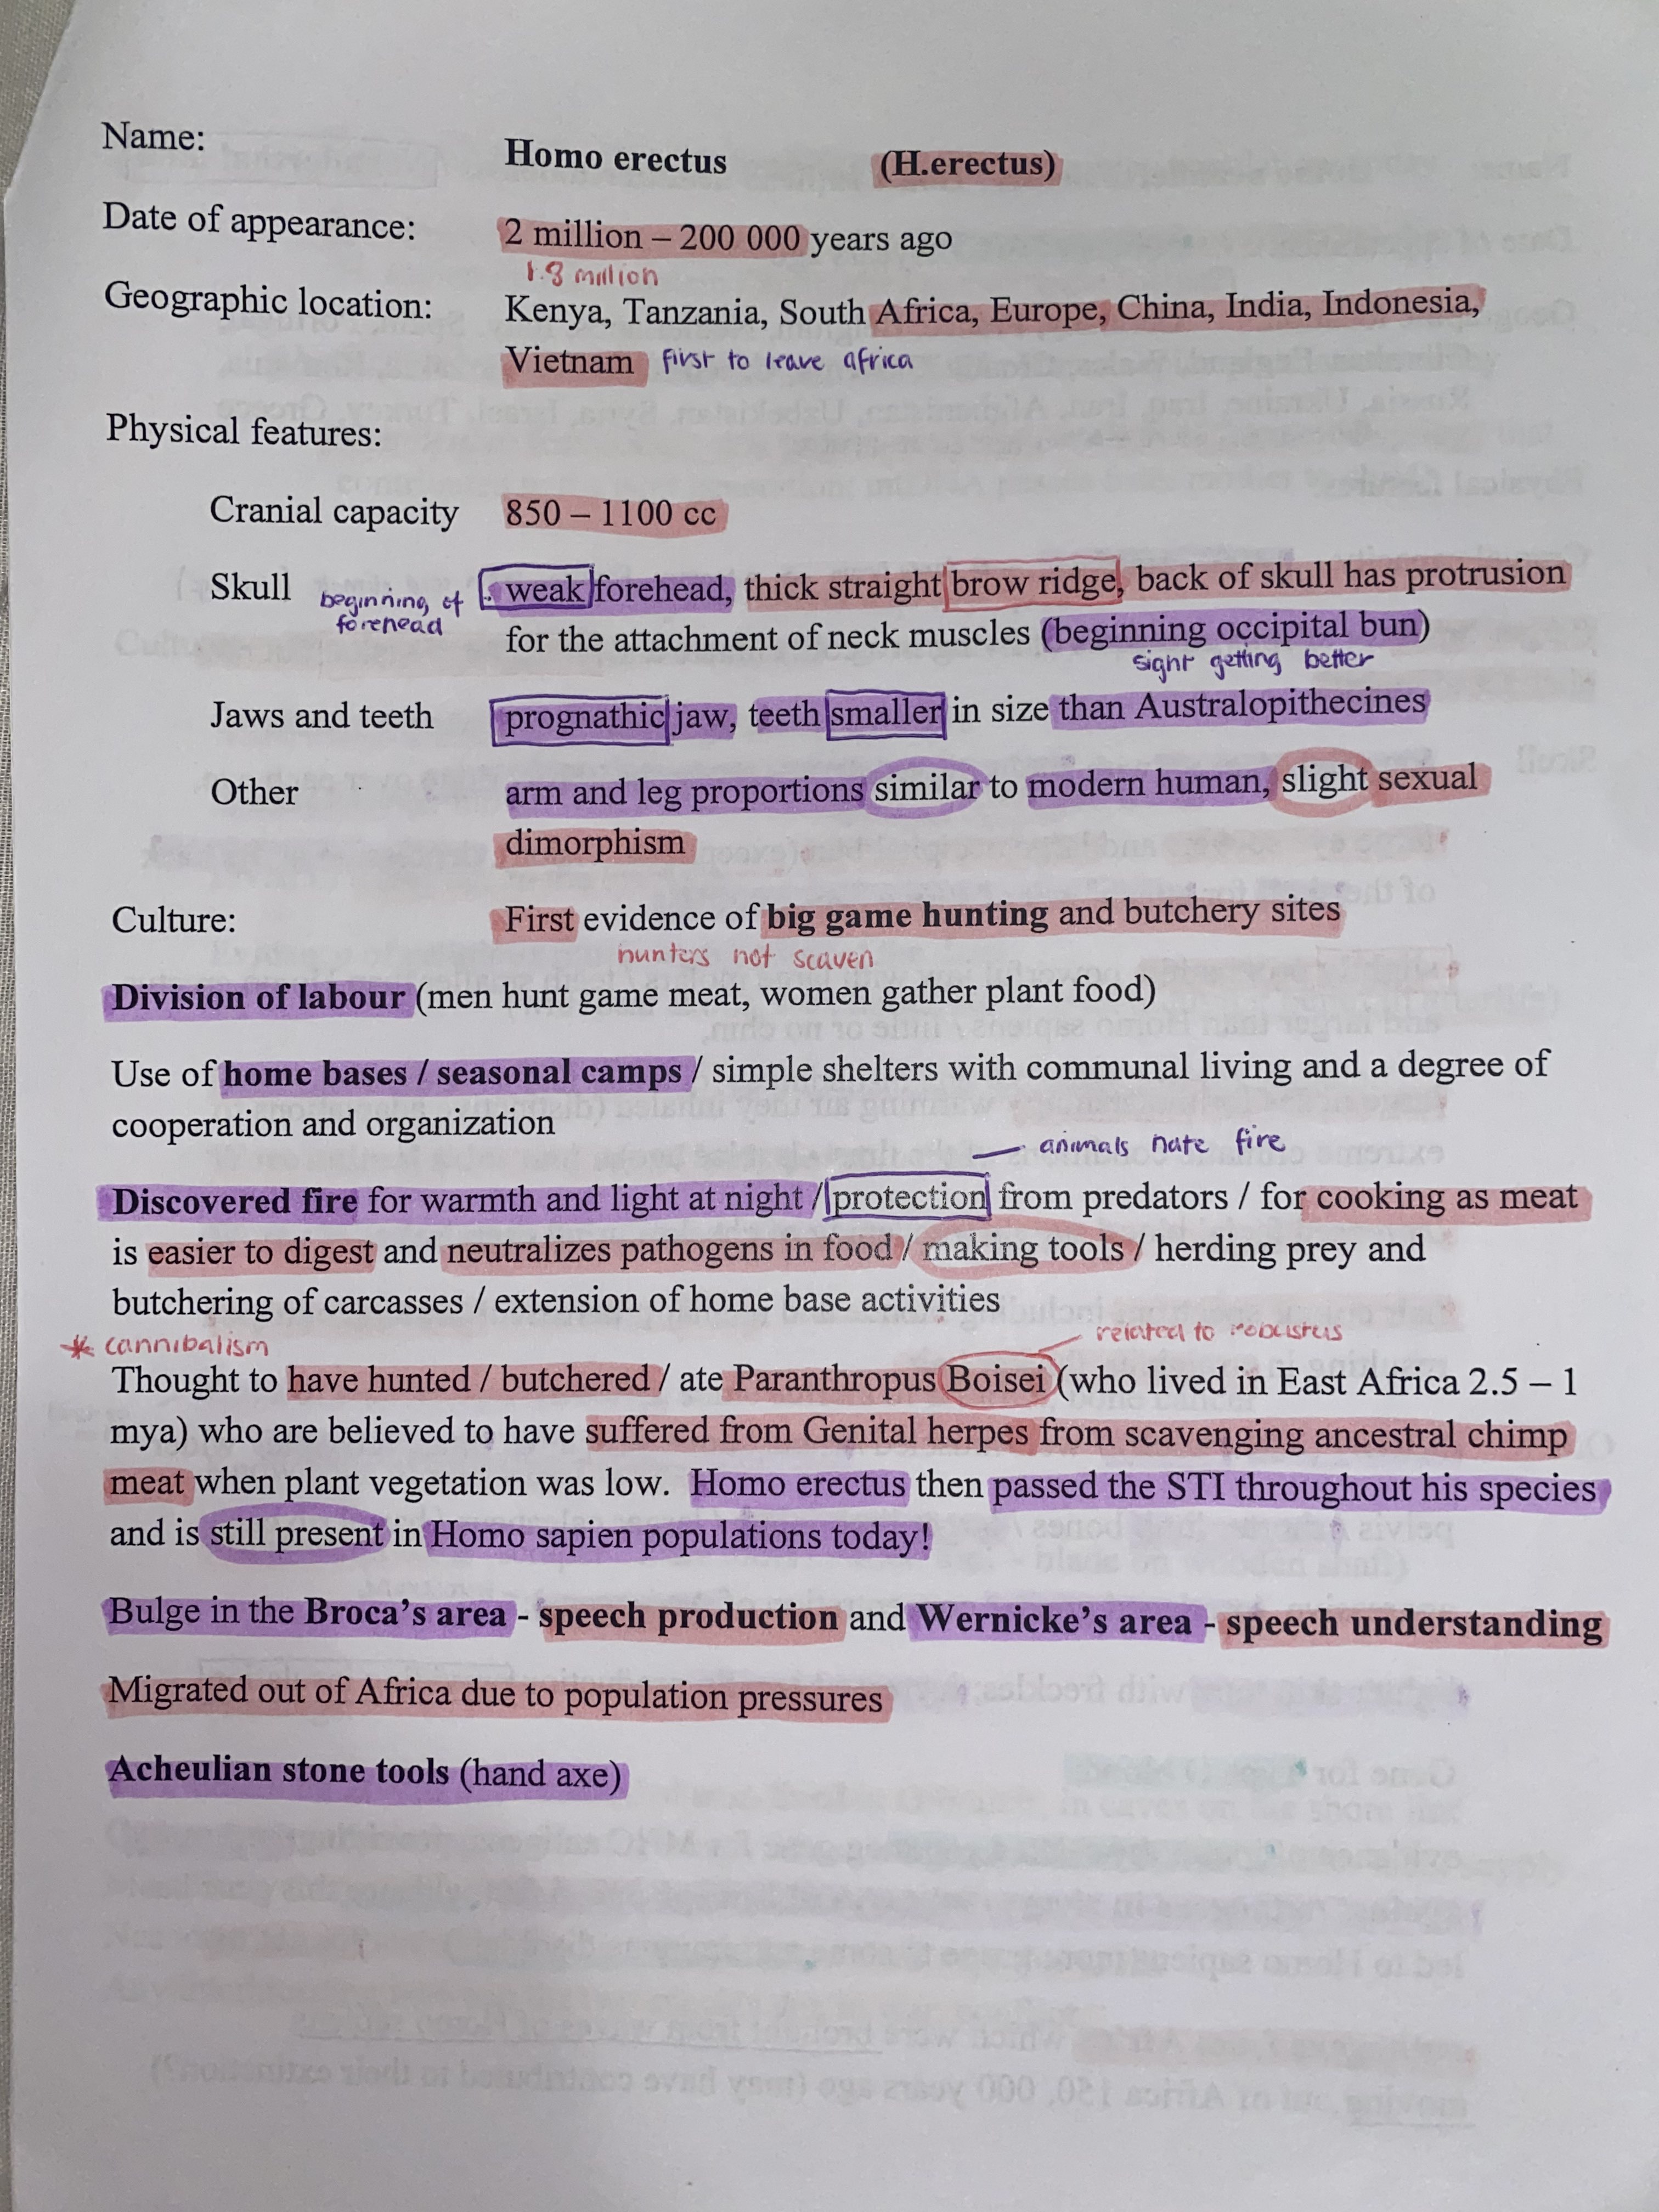 Name: Homo erectus (H.erectus)
Date of appearance: 2 million – 200 000 years ago
1.8 million
Geographic location: Kenya, Tanzania, South Africa, Europe, China, India, Indonesia,
Vietnam first to leave africa
Physical features:
Cranial capacity 850 – 1100 cc
Skull weak forehead, thick straight brow ridge, back of skull has protrusion
beginning of
forehead
for the attachment of neck muscles (beginning occipital bun)
sight getting better
Jaws and teeth prognathic jaw, teeth smaller in size than Australopithecines
Other arm and leg proportions similar to modern human, slight sexual
dimorphism
Culture: First evidence of big game hunting and butchery sites
hunters not scaven
Division of labour (men hunt game meat, women gather plant food)
Use of home bases / seasonal camps / simple shelters with communal living and a degree of
cooperation and organization
— animals hate fire
Discovered fire for warmth and light at night / protection from predators / for cooking as meat
is easier to digest and neutralizes pathogens in food / making tools / herding prey and
butchering of carcasses / extension of home base activities
* cannibalism
related to robustus
Thought to have hunted / butchered / ate Paranthropus Boisei (who lived in East Africa 2.5 – 1
mya) who are believed to have suffered from Genital herpes from scavenging ancestral chimp
meat when plant vegetation was low. Homo erectus then passed the STI throughout his species
and is still present in Homo sapien populations today!
Bulge in the Broca's area - speech production and Wernicke's area - speech understanding
Migrated out of Africa due to population pressures
Acheulian stone tools (hand axe)